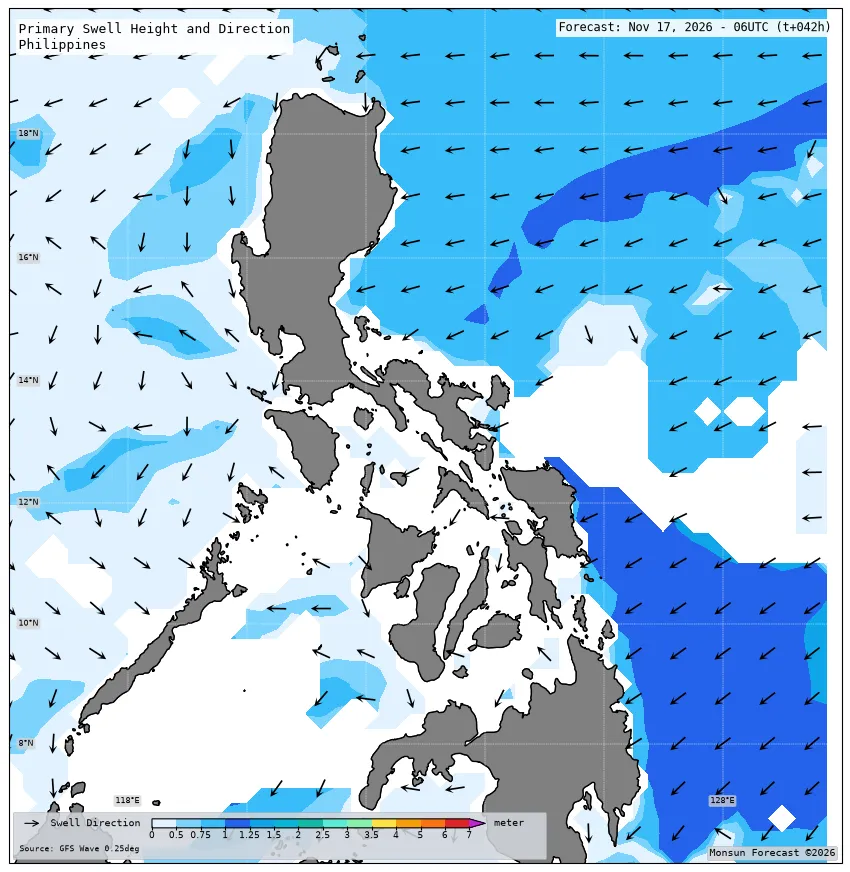 Primary Swell Height and Direction
Philippines
Forecast: Nov 17, 2026 - 06UTC (t+042h)
18°N
16°N
14°N
12°N
10°N
8°N
118°E
128°E
Swell Direction
0 0.5 0.75 1 1.25 1.5 2 2.5 3 3.5 4 5 6 7
meter
Source: GFS Wave 0.25deg
Monsun Forecast ©2026